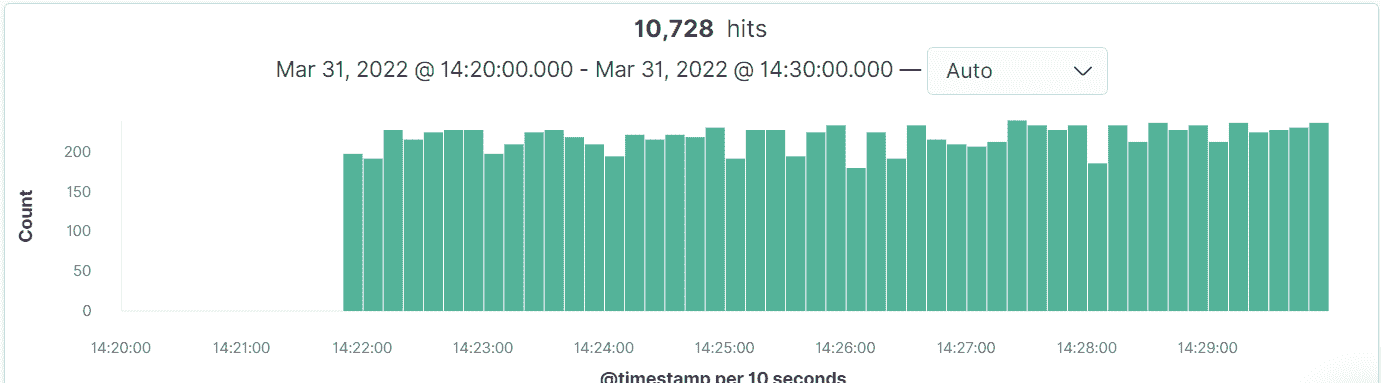 10,728 hits
Mar 31, 2022 @ 14:20:00.000 - Mar 31, 2022 @ 14:30:00.000 — Auto
Count
200
150
100
50
0
14:20:00 14:21:00 14:22:00 14:23:00 14:24:00 14:25:00 14:26:00 14:27:00 14:28:00 14:29:00
@timestamp per 10 seconds